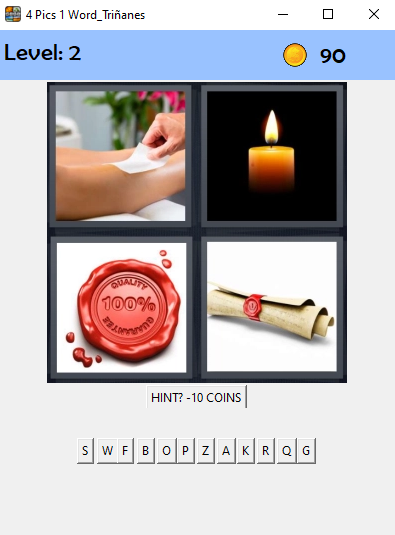 4 Pics 1 Word_Triñanes
Level: 2
90
QUALITY
100%
GUARANTEE
HINT? -10 COINS
S W F B O P Z A K R Q G